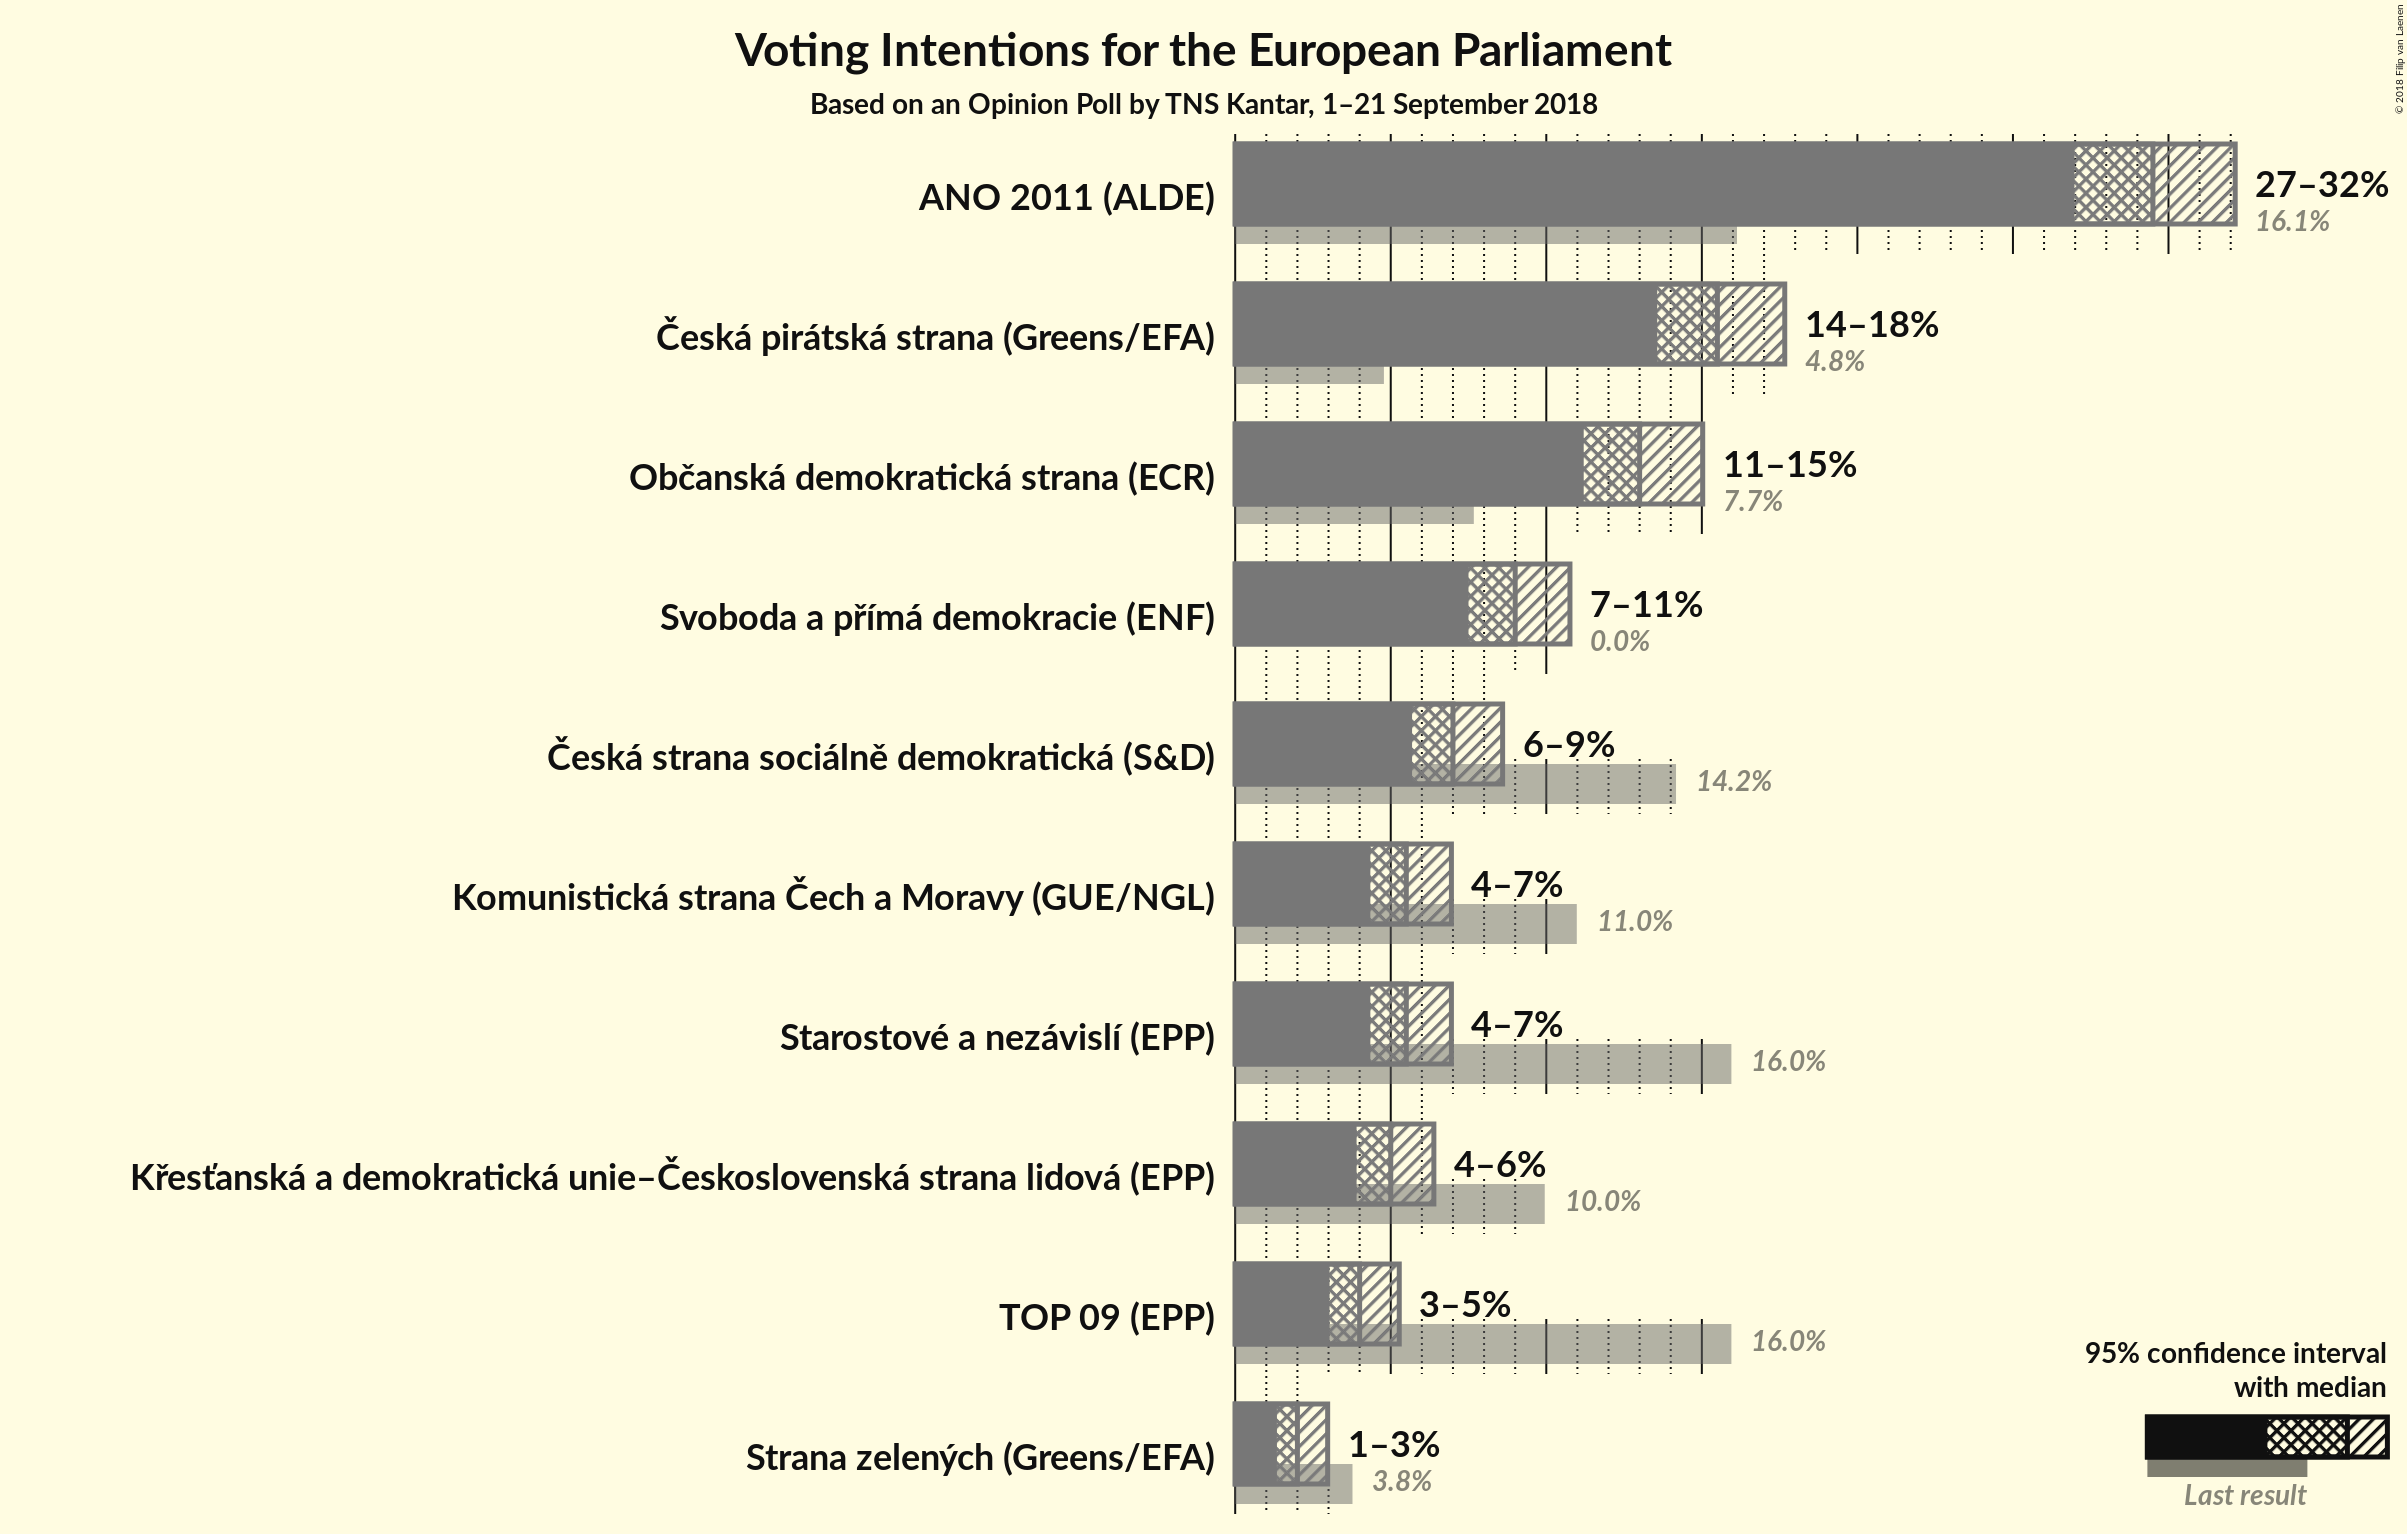 Voting Intentions for the European Parliament
Based on an Opinion Poll by TNS Kantar, 1–21 September 2018
© 2018 Filip van Laenen
ANO 2011 (ALDE)
27–32%
16.1%
Česká pirátská strana (Greens/EFA)
14–18%
4.8%
Občanská demokratická strana (ECR)
11–15%
7.7%
Svoboda a přímá demokracie (ENF)
7–11%
0.0%
Česká strana sociálně demokratická (S&D)
6–9%
14.2%
Komunistická strana Čech a Moravy (GUE/NGL)
4–7%
11.0%
Starostové a nezávislí (EPP)
4–7%
16.0%
Křesťanská a demokratická unie–Československá strana lidová (EPP)
4–6%
10.0%
TOP 09 (EPP)
3–5%
16.0%
Strana zelených (Greens/EFA)
1–3%
3.8%
95% confidence interval
with median
Last result